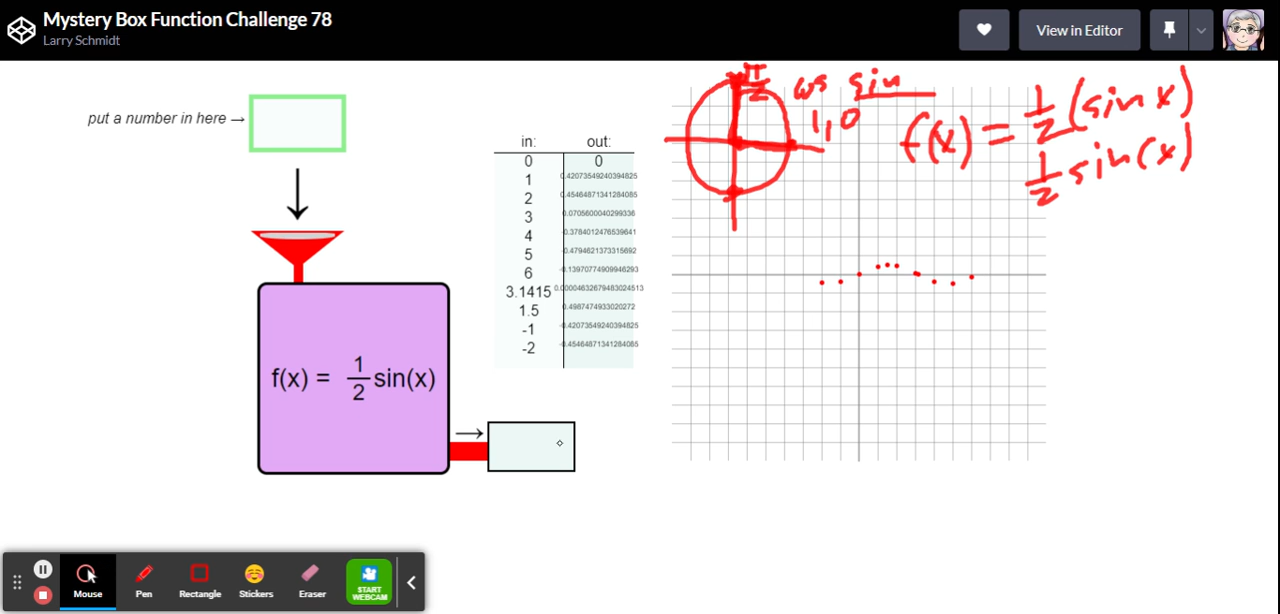 Mystery Box Function Challenge 78
Larry Schmidt
View in Editor
put a number in here →
in: out:
0 0
1 0.42073549240394825
2 0.45464871341284085
3 0.0705600040299336
4 -0.3784012476539641
5 -0.4794621373315692
6 -0.13970774909946293
3.1415 0.00004632679483024513
1.5 0.4987474933020272
-1 -0.42073549240394825
-2 -0.45464871341284085
π/2
cos sin
1, 0
f(x) = 1/2 (sin x)
1/2 sin(x)
f(x) = 1/2 sin(x)
Mouse
Pen
Rectangle
Stickers
Eraser
START
WEBCAM